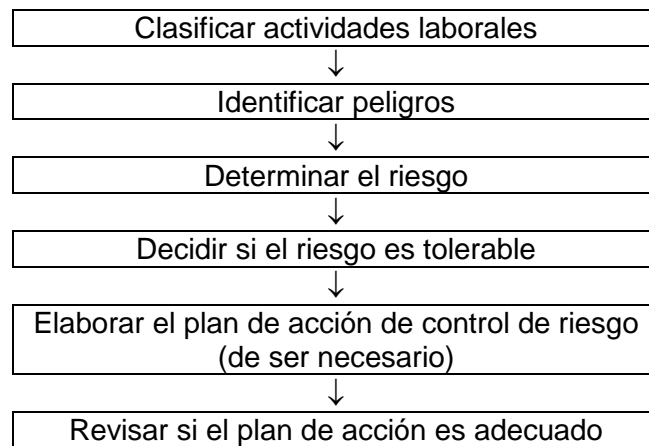 Clasificar actividades laborales
↓
Identificar peligros
↓
Determinar el riesgo
↓
Decidir si el riesgo es tolerable
↓
Elaborar el plan de acción de control de riesgo
(de ser necesario)
↓
Revisar si el plan de acción es adecuado